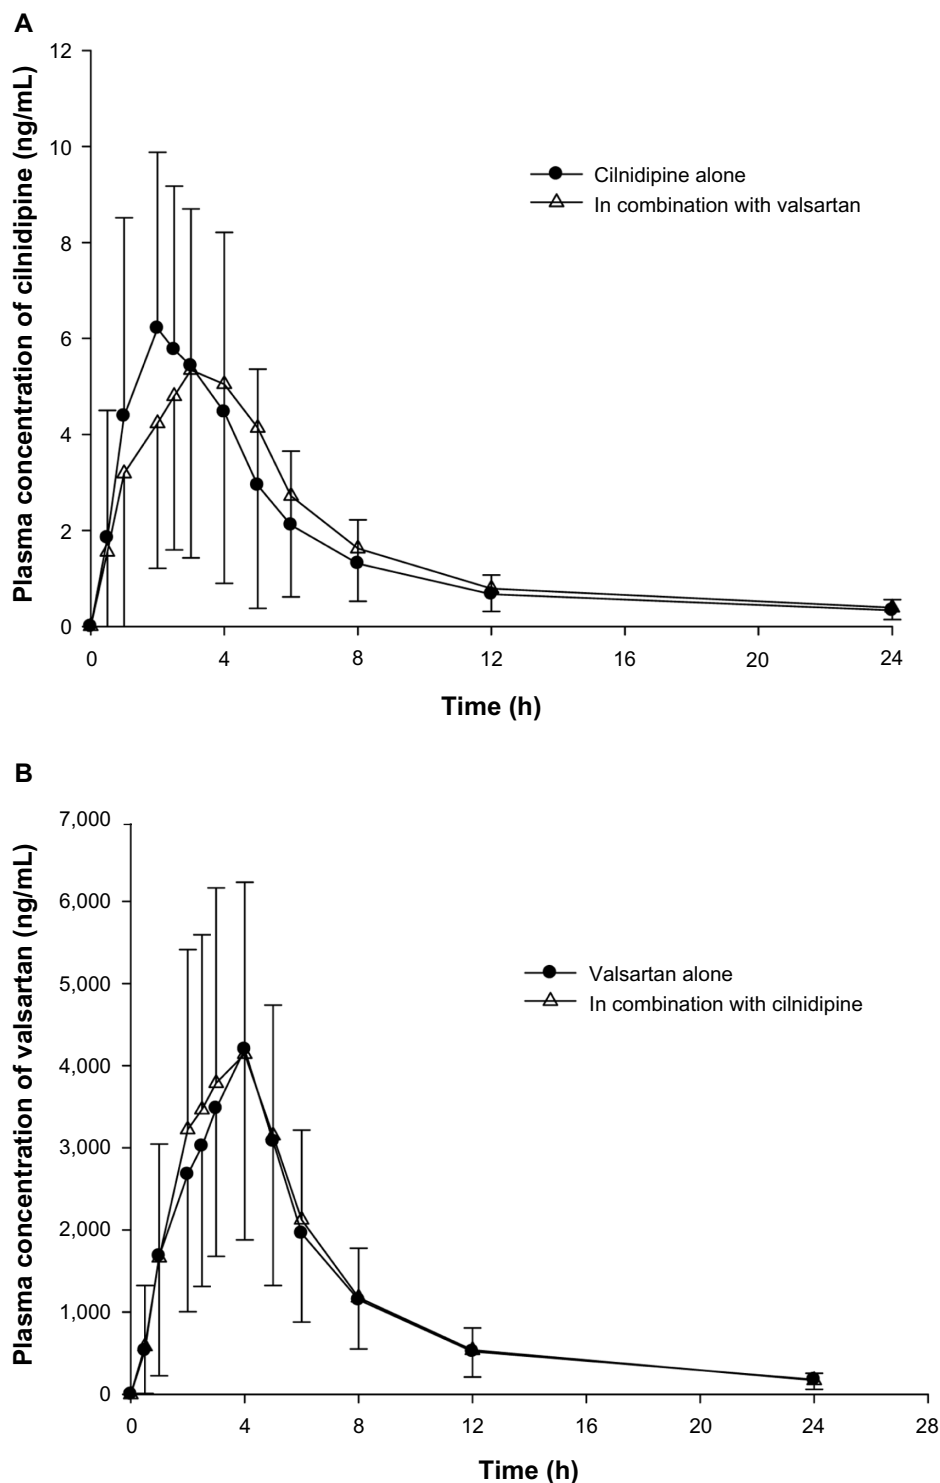 A
Plasma concentration of cilnidipine (ng/mL)
12
10
8
6
4
2
0
Cilnidipine alone
In combination with valsartan
0 4 8 12 16 20 24
Time (h)
B
Plasma concentration of valsartan (ng/mL)
7,000
6,000
5,000
4,000
3,000
2,000
1,000
0
Valsartan alone
In combination with cilnidipine
0 4 8 12 16 20 24 28
Time (h)